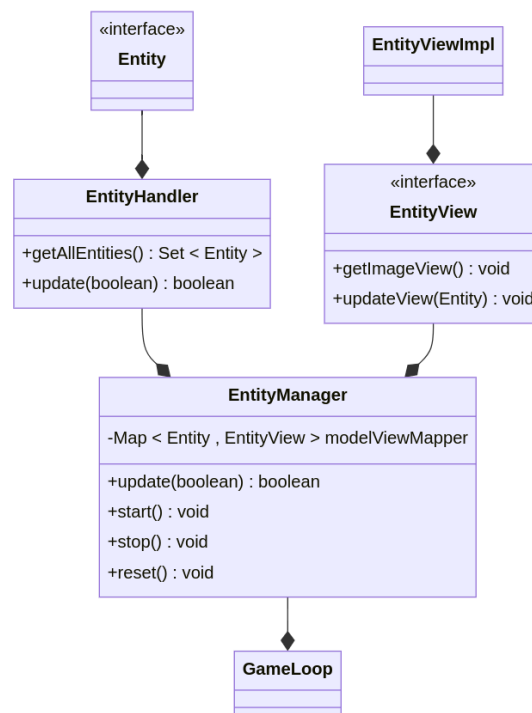 «interface»
Entity
EntityViewImpl
EntityHandler
+getAllEntities() : Set < Entity >
+update(boolean) : boolean
«interface»
EntityView
+getImageView() : void
+updateView(Entity) : void
EntityManager
-Map < Entity , EntityView > modelViewMapper
+update(boolean) : boolean
+start() : void
+stop() : void
+reset() : void
GameLoop